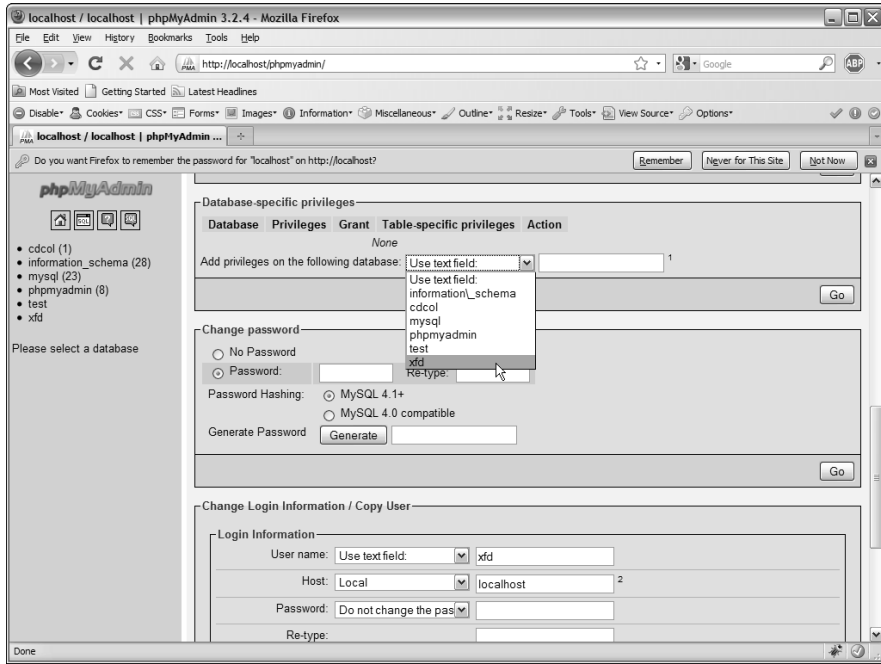 localhost / localhost | phpMyAdmin 3.2.4 - Mozilla Firefox
File Edit View History Bookmarks Tools Help
http://localhost/phpmyadmin/ Google ABP
Most Visited Getting Started Latest Headlines
Disable Cookies CSS Forms Images Information Miscellaneous Outline Resize Tools View Source Options
localhost / localhost | phpMyAdmin ...
Do you want Firefox to remember the password for "localhost" on http://localhost? Remember Never for This Site Not Now
phpMyAdmin
SQL
cdcol (1)
information_schema (28)
mysql (23)
phpmyadmin (8)
test
xfd
Please select a database
Database-specific privileges
Database Privileges Grant Table-specific privileges Action
None
Add privileges on the following database: Use text field: 1
Use text field:
information\_schema
cdcol
mysql
phpmyadmin
test
xfd
Go
Change password
No Password
Password: Re-type:
Password Hashing: MySQL 4.1+
MySQL 4.0 compatible
Generate Password Generate
Go
Change Login Information / Copy User
Login Information
User name: Use text field: xfd
Host: Local localhost 2
Password: Do not change the pas
Re-type:
Done